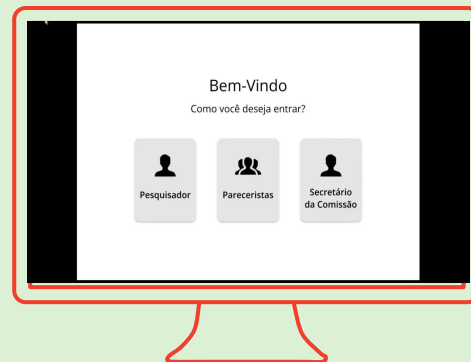 Bem-Vindo
Como você deseja entrar?
Pesquisador
Pareceristas
Secretário
da Comissão